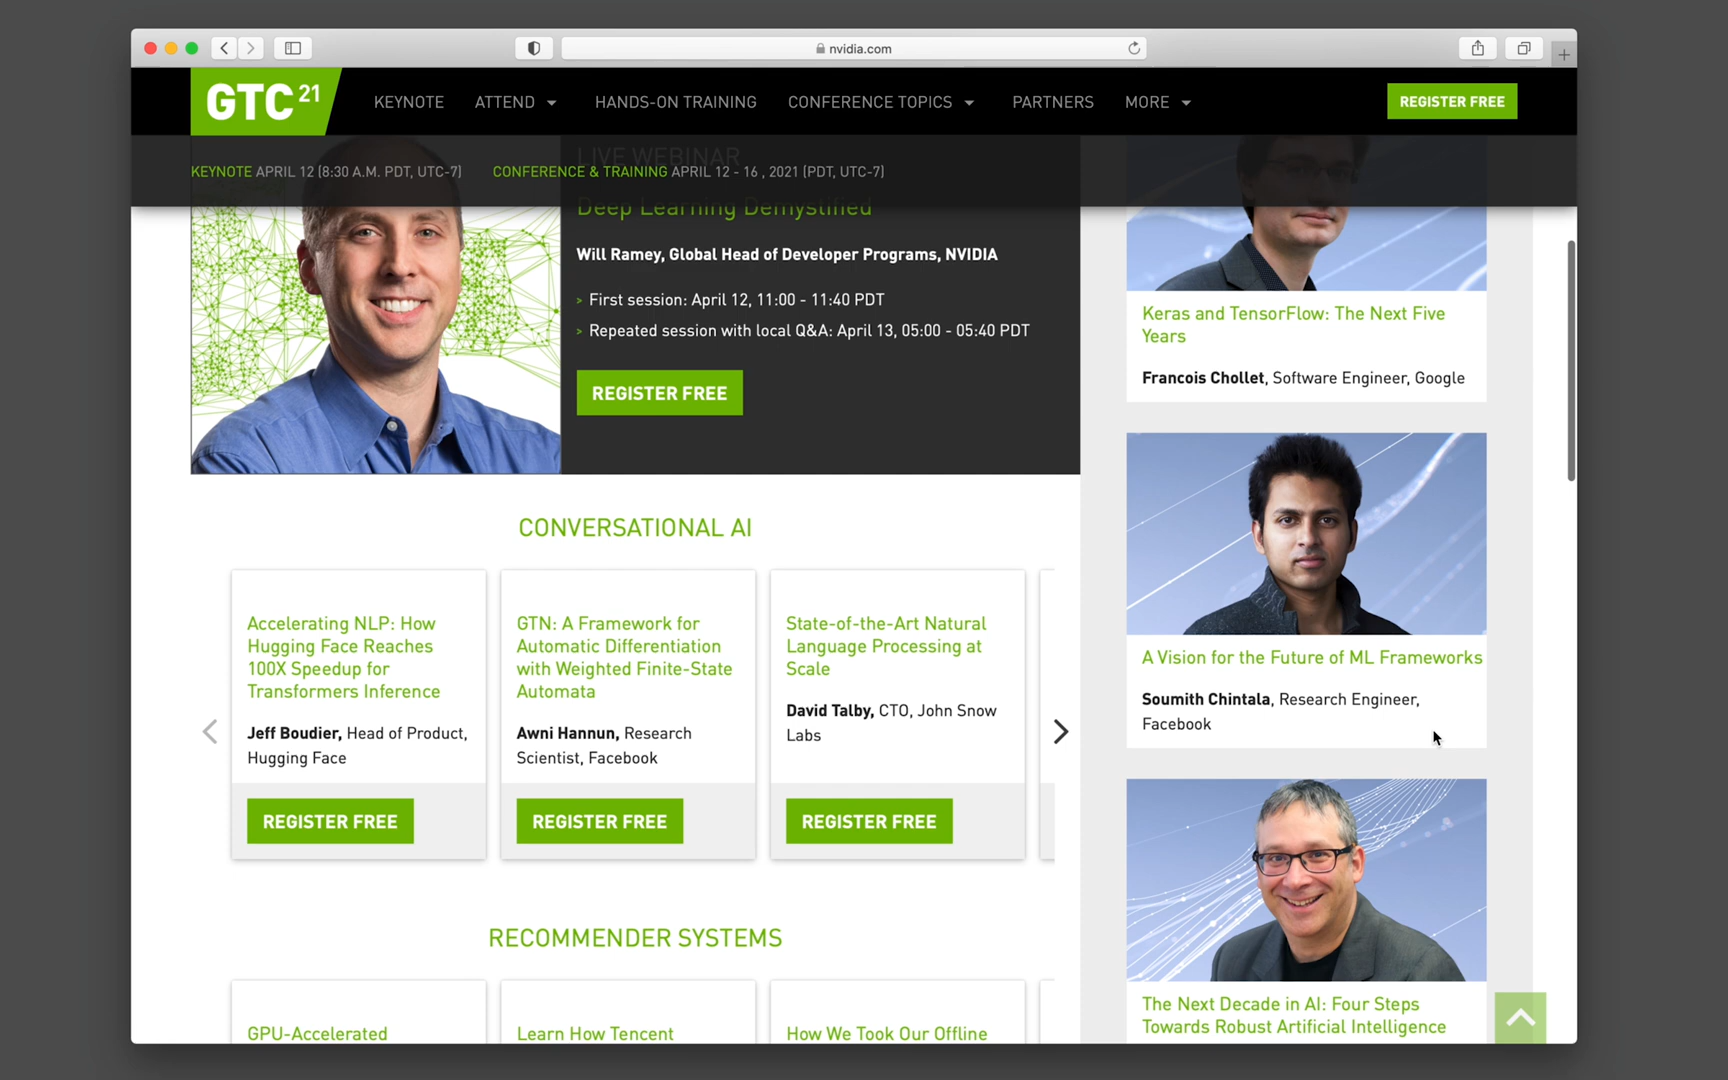 nvidia.com
GTC 21
KEYNOTE
ATTEND
HANDS-ON TRAINING
CONFERENCE TOPICS
PARTNERS
MORE
REGISTER FREE
LIVE WEBINAR
KEYNOTE APRIL 12 (8:30 A.M. PDT, UTC-7)
CONFERENCE & TRAINING APRIL 12 - 16 , 2021 (PDT, UTC-7)
Deep Learning Demystified
Will Ramey, Global Head of Developer Programs, NVIDIA
> First session: April 12, 11:00 - 11:40 PDT
> Repeated session with local Q&A: April 13, 05:00 - 05:40 PDT
REGISTER FREE
CONVERSATIONAL AI
Accelerating NLP: How
Hugging Face Reaches
100X Speedup for
Transformers Inference
Jeff Boudier, Head of Product,
Hugging Face
REGISTER FREE
GTN: A Framework for
Automatic Differentiation
with Weighted Finite-State
Automata
Awni Hannun, Research
Scientist, Facebook
REGISTER FREE
State-of-the-Art Natural
Language Processing at
Scale
David Talby, CTO, John Snow
Labs
REGISTER FREE
RECOMMENDER SYSTEMS
GPU-Accelerated
Learn How Tencent
How We Took Our Offline
Keras and TensorFlow: The Next Five
Years
Francois Chollet, Software Engineer, Google
A Vision for the Future of ML Frameworks
Soumith Chintala, Research Engineer,
Facebook
The Next Decade in AI: Four Steps
Towards Robust Artificial Intelligence